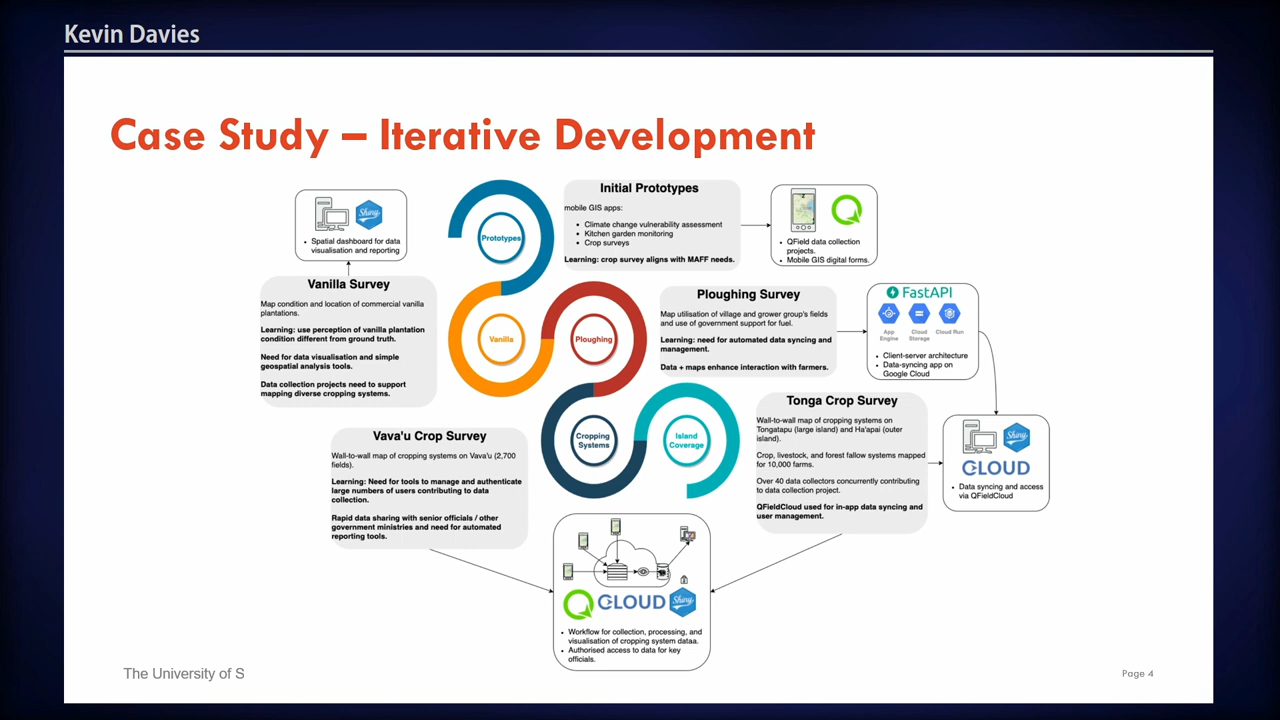 Kevin Davies
Case Study – Iterative Development
Initial Prototypes
mobile GIS apps:
• Climate change vulnerability assessment
• Kitchen garden monitoring
• Crop surveys
Learning: crop survey aligns with MAFF needs.
• QField data collection
projects.
• Mobile GIS digital forms.
Prototypes
Shiny
• Spatial dashboard for data
visualisation and reporting
Vanilla Survey
Map condition and location of commercial vanilla
plantations.
Learning: use perception of vanilla plantation
condition different from ground truth.
Need for data visualisation and simple
geospatial analysis tools.
Data collection projects need to support
mapping diverse cropping systems.
Vanilla
Ploughing
Ploughing Survey
Map utilisation of village and grower group's fields
and use of government support for fuel.
Learning: need for automated data syncing and
management.
Data + maps enhance interaction with farmers.
FastAPI
App
Engine
Cloud
Storage
Cloud Run
• Client-server architecture
• Data-syncing app on
Google Cloud
Cropping
Systems
Island
Coverage
Tonga Crop Survey
Wall-to-wall map of cropping systems on
Tongatapu (large island) and Ha'apai (outer
island).
Crop, livestock, and forest fallow systems mapped
for 10,000 farms.
Over 40 data collectors concurrently contributing
to data collection project.
QFieldCloud used for in-app data syncing and
user management.
Shiny
CLOUD
• Data syncing and access
via QFieldCloud
Vava'u Crop Survey
Wall-to-wall map of cropping systems on Vava'u (2,700
fields).
Learning: Need for tools to manage and authenticate
large numbers of users contributing to data
collection.
Rapid data sharing with senior officials / other
government ministries and need for automated
reporting tools.
CLOUD
Shiny
• Workflow for collection, processing, and
visualisation of cropping system dataa.
• Authorised access to data for key
officials.
The University of S
Page 4